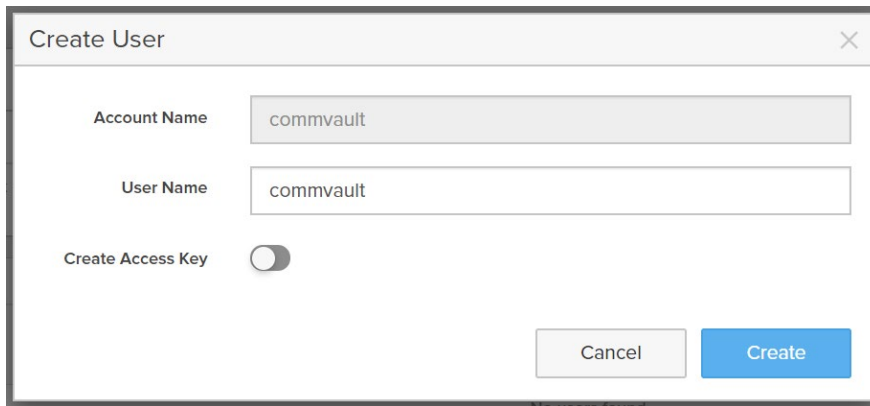 Create User
Account Name commvault
User Name commvault
Create Access Key
Cancel Create